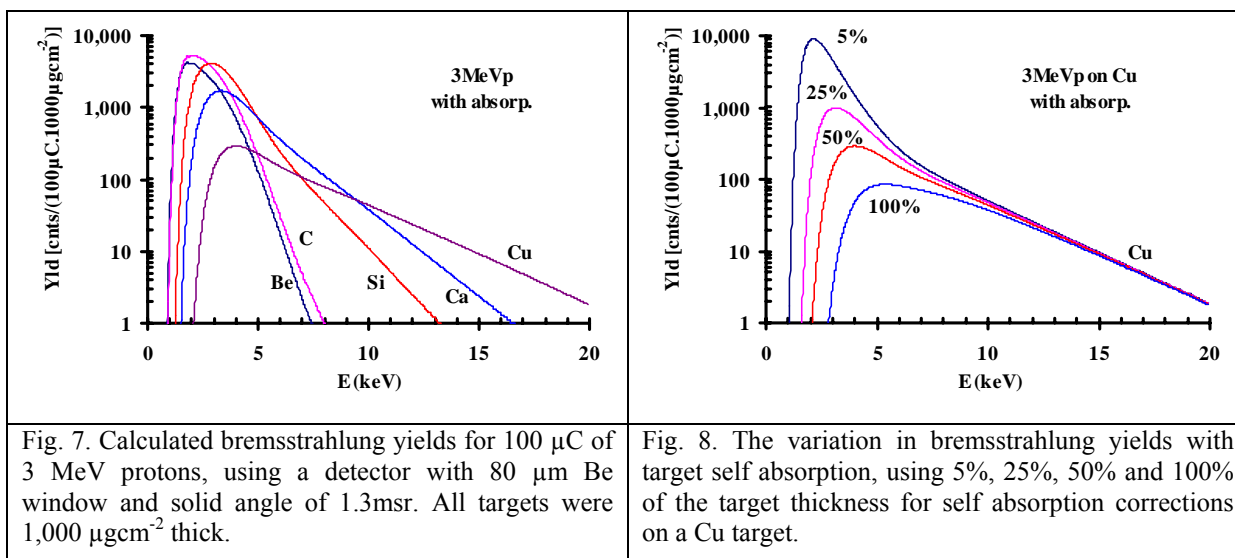 10,000
1,000
100
10
1
Yld [cnts/(100µC.1000µgcm-2]
3MeVp
with absorp.
C
Be
Si
Ca
Cu
0 5 10 15 20
E (keV)
10,000
1,000
100
10
1
Yld [cnts/(100µC.1000µgcm-2]
5%
3MeVp on Cu
with absorp.
25%
50%
100%
Cu
0 5 10 15 20
E (keV)
Fig. 7. Calculated bremsstrahlung yields for 100 µC of
3 MeV protons, using a detector with 80 µm Be
window and solid angle of 1.3msr. All targets were
1,000 µgcm-2 thick.
Fig. 8. The variation in bremsstrahlung yields with
target self absorption, using 5%, 25%, 50% and 100%
of the target thickness for self absorption corrections
on a Cu target.